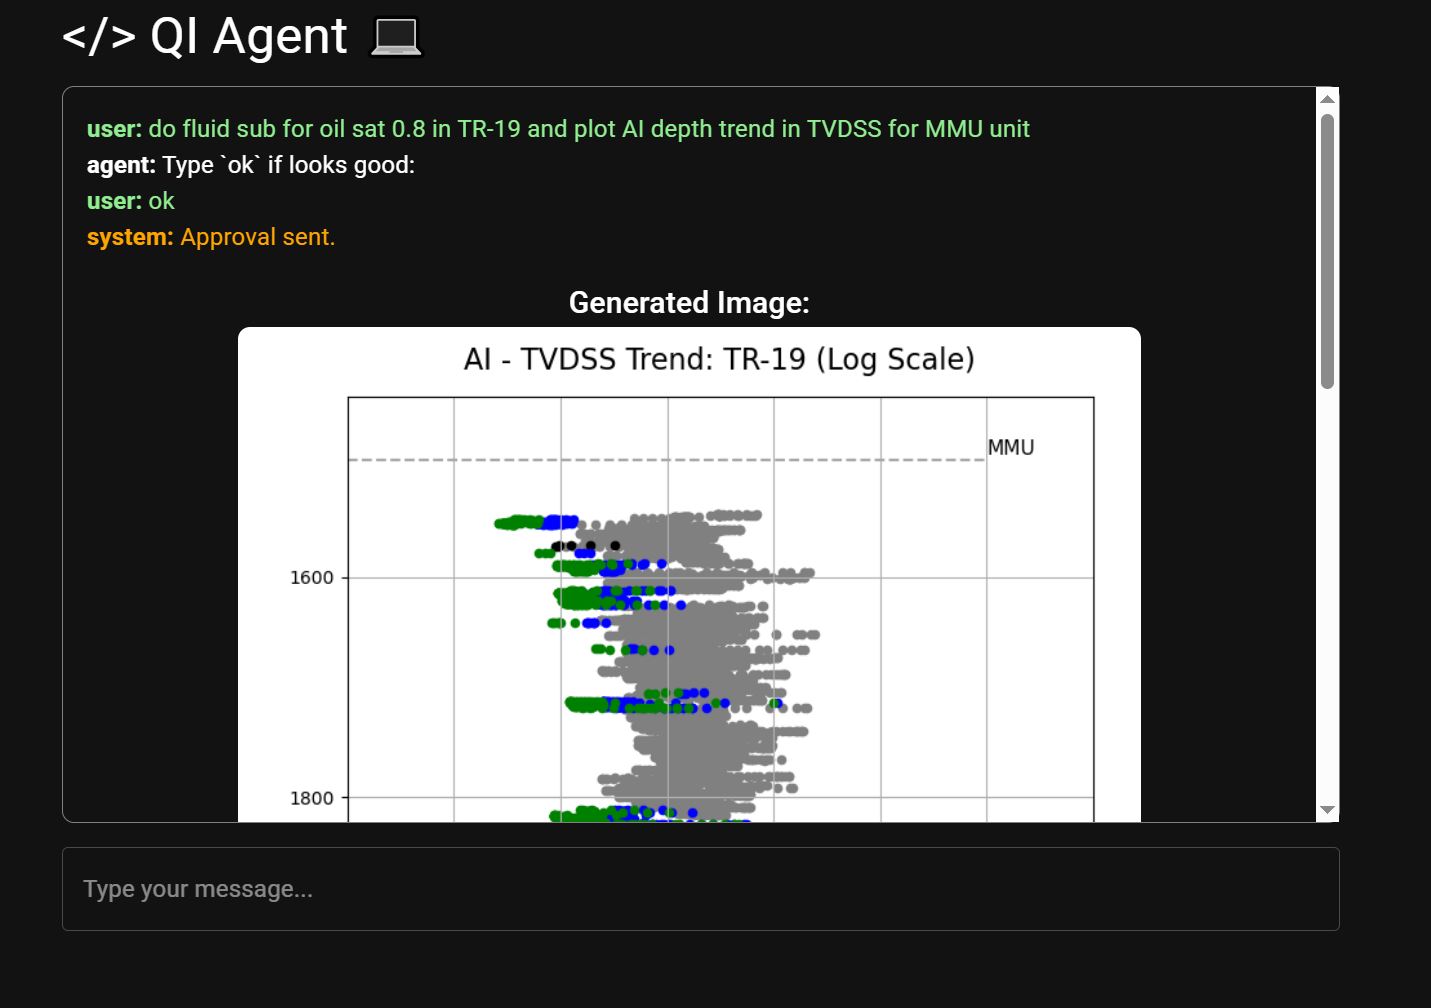 </> QI Agent
user: do fluid sub for oil sat 0.8 in TR-19 and plot AI depth trend in TVDSS for MMU unit
agent: Type `ok` if looks good:
user: ok
system: Approval sent.
Generated Image:
AI - TVDSS Trend: TR-19 (Log Scale)
MMU
1600
1800
Type your message...